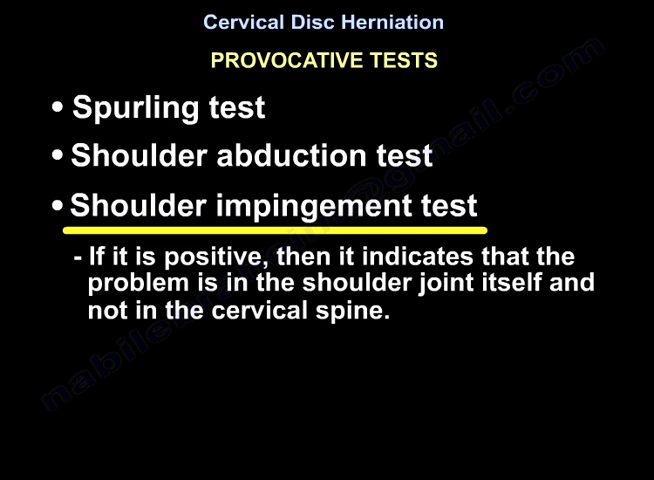 Cervical Disc Herniation
PROVOCATIVE TESTS
• Spurling test
• Shoulder abduction test
• Shoulder impingement test
- If it is positive, then it indicates that the
problem is in the shoulder joint itself and
not in the cervical spine.